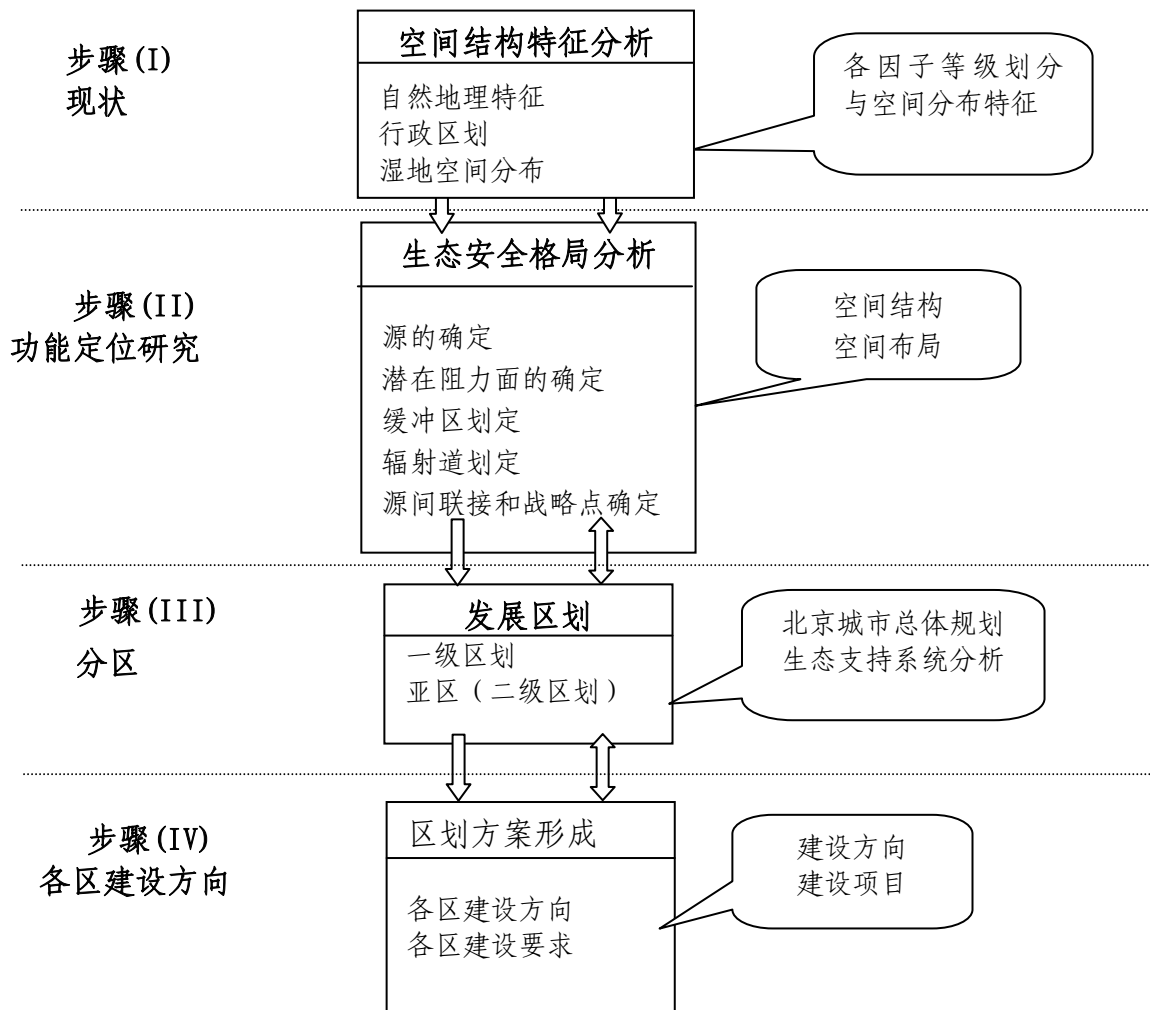 步骤(I)
现状
空间结构特征分析
自然地理特征
行政区划
湿地空间分布
各因子等级划分
与空间分布特征
步骤(II)
功能定位研究
生态安全格局分析
源的确定
潜在阻力面的确定
缓冲区划定
辐射道划定
源间联接和战略点确定
空间结构
空间布局
步骤(III)
分区
发展区划
一级区划
亚区（二级区划）
北京城市总体规划
生态支持系统分析
步骤(IV)
各区建设方向
区划方案形成
各区建设方向
各区建设要求
建设方向
建设项目